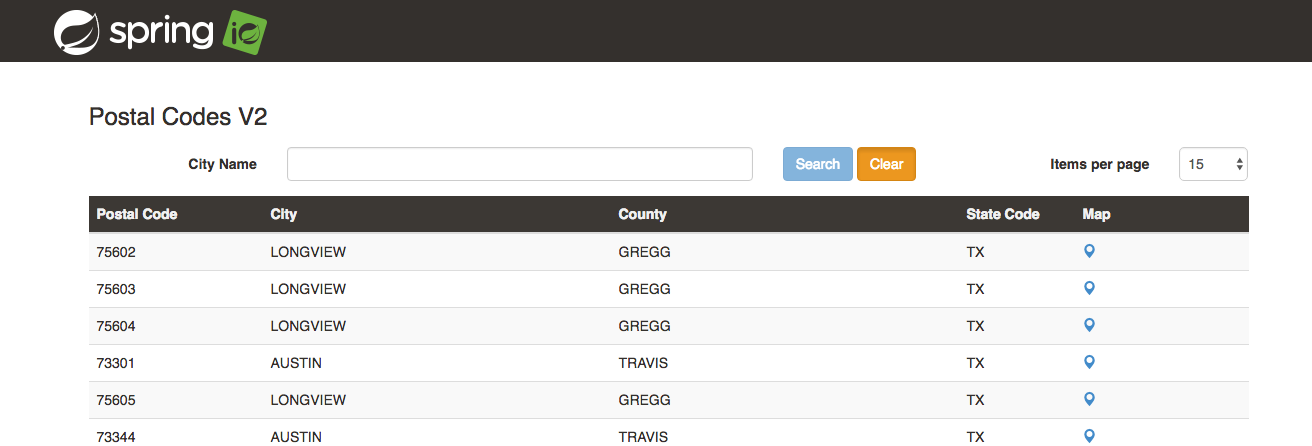 spring io
Postal Codes V2
City Name Search Clear Items per page 15
Postal Code City County State Code Map
75602 LONGVIEW GREGG TX
75603 LONGVIEW GREGG TX
75604 LONGVIEW GREGG TX
73301 AUSTIN TRAVIS TX
75605 LONGVIEW GREGG TX
73344 AUSTIN TRAVIS TX